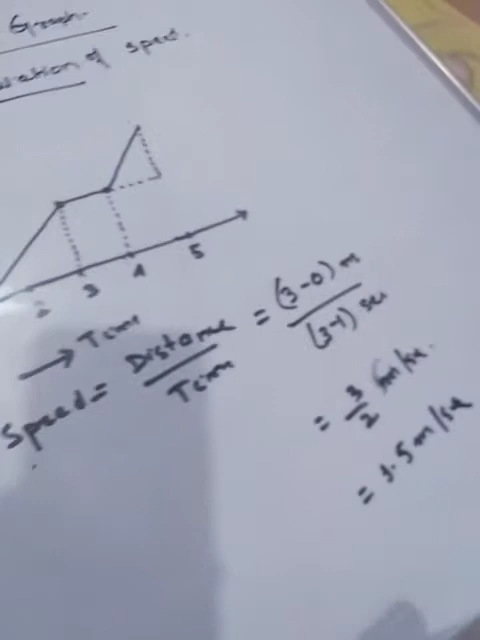 Graph.
of speed.
2 3 4 5
→ Time
Speed = Distance / Time = (3-0) m / (3-1) sec
= 3/2 m/sec.
= 1.5 m/sec